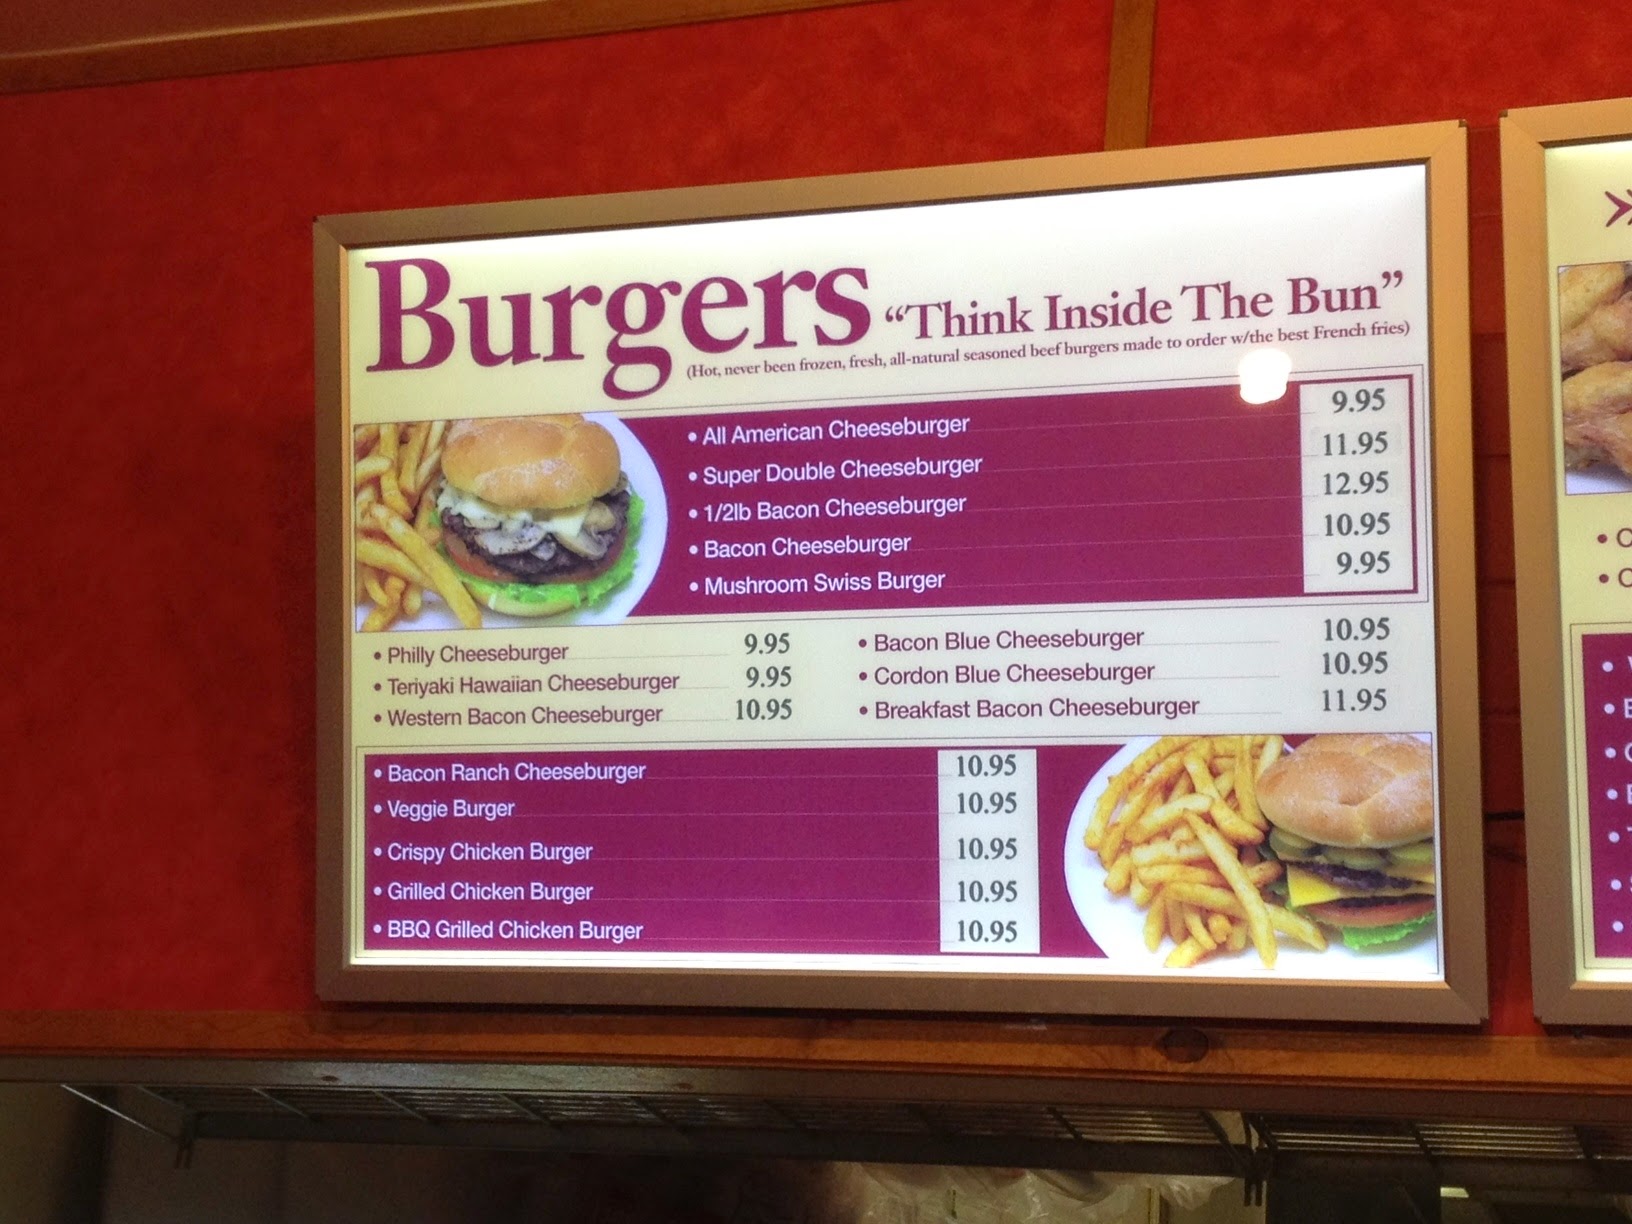 Burgers "Think Inside The Bun"
(Hot, never been frozen, fresh, all-natural seasoned beef burgers made to order w/the best French fries)
• All American Cheeseburger 9.95
• Super Double Cheeseburger 11.95
• 1/2lb Bacon Cheeseburger 12.95
• Bacon Cheeseburger 10.95
• Mushroom Swiss Burger 9.95
• Philly Cheeseburger 9.95
• Teriyaki Hawaiian Cheeseburger 9.95
• Western Bacon Cheeseburger 10.95
• Bacon Blue Cheeseburger 10.95
• Cordon Blue Cheeseburger 10.95
• Breakfast Bacon Cheeseburger 11.95
• Bacon Ranch Cheeseburger 10.95
• Veggie Burger 10.95
• Crispy Chicken Burger 10.95
• Grilled Chicken Burger 10.95
• BBQ Grilled Chicken Burger 10.95